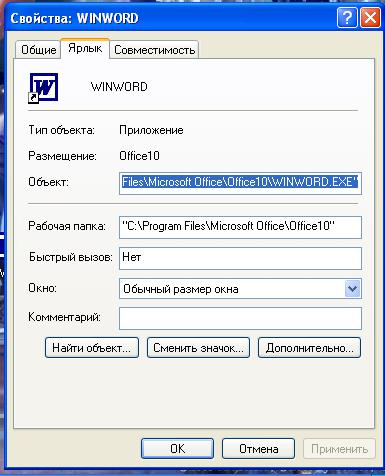 Свойства: WINWORD
Общие Ярлык Совместимость
WINWORD
Тип объекта: Приложение
Размещение: Office10
Объект: Files\Microsoft Office\Office10\WINWORD.EXE"
Рабочая папка: "C:\Program Files\Microsoft Office\Office10"
Быстрый вызов: Нет
Окно: Обычный размер окна
Комментарий:
Найти объект... Сменить значок... Дополнительно...
ОК Отмена Применить